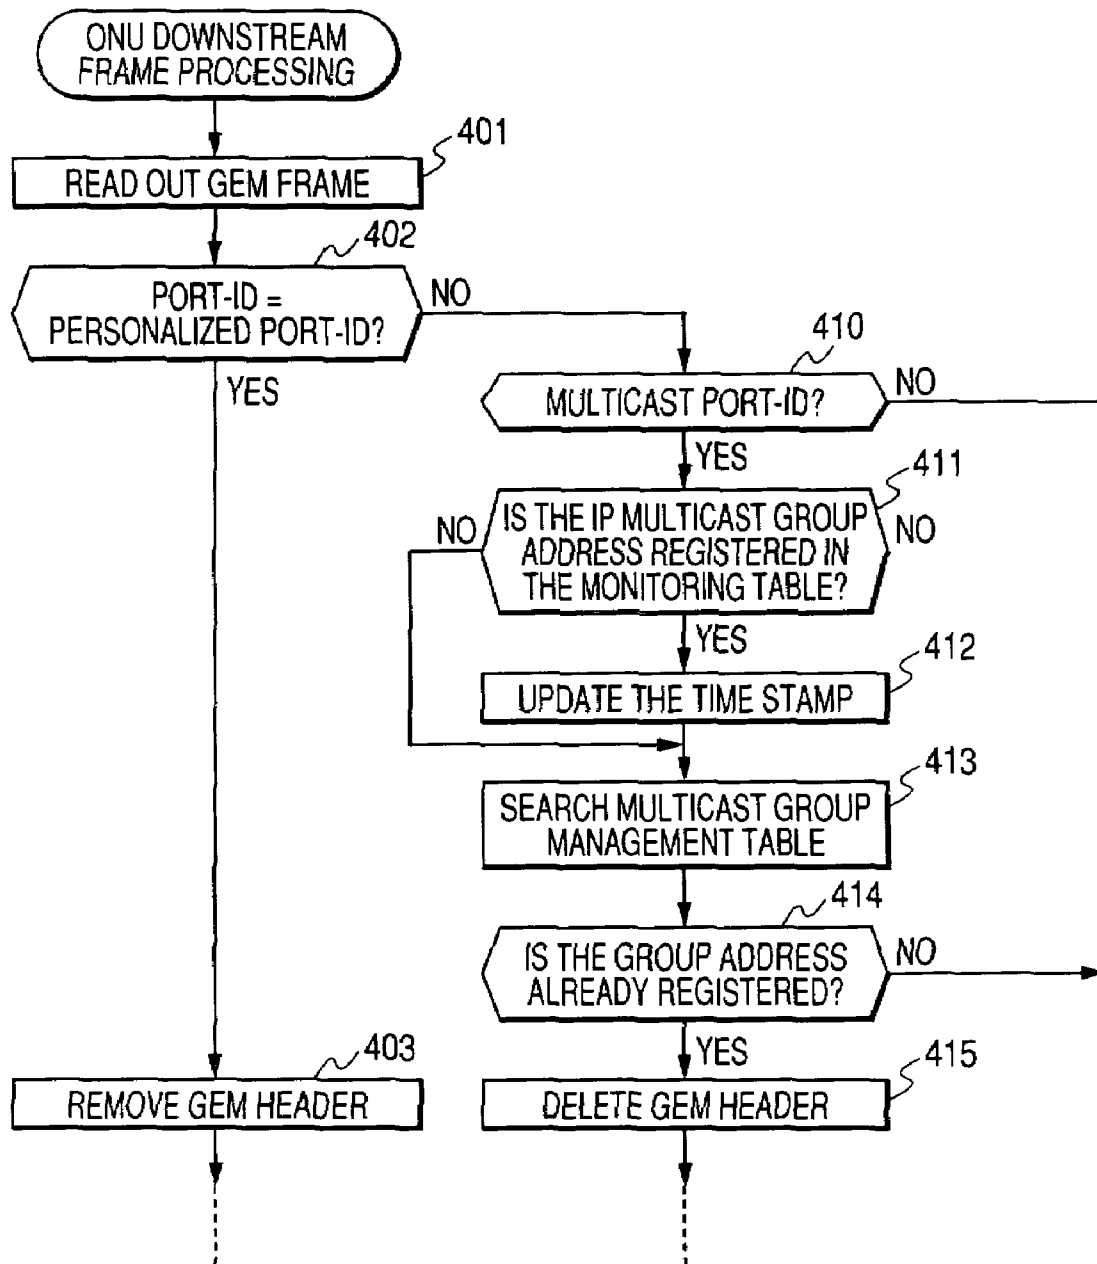 ONU DOWNSTREAM
FRAME PROCESSING
401
READ OUT GEM FRAME
402
PORT-ID =
PERSONALIZED PORT-ID?
NO
YES
410
MULTICAST PORT-ID?
NO
YES
411
IS THE IP MULTICAST GROUP
ADDRESS REGISTERED IN
THE MONITORING TABLE?
NO
NO
YES
412
UPDATE THE TIME STAMP
413
SEARCH MULTICAST GROUP
MANAGEMENT TABLE
414
IS THE GROUP ADDRESS
ALREADY REGISTERED?
NO
YES
403
REMOVE GEM HEADER
415
DELETE GEM HEADER